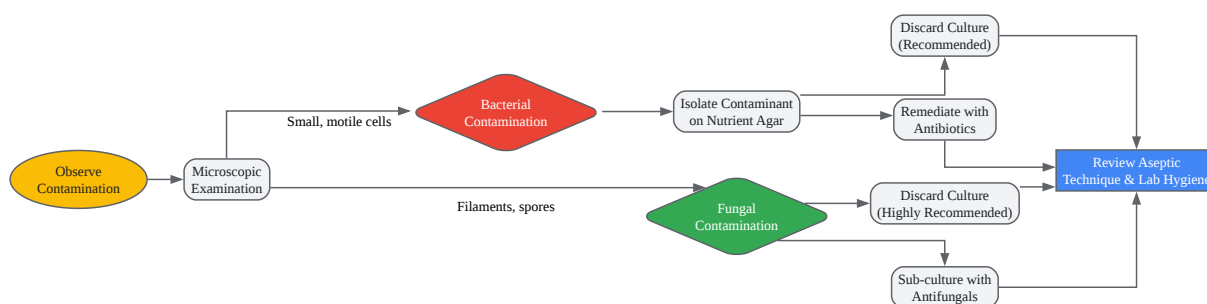 Discard Culture
(Recommended)
Bacterial
Contamination
Isolate Contaminant
on Nutrient Agar
Remediate with
Antibiotics
Small, motile cells
Observe
Contamination
Microscopic
Examination
Review Aseptic
Technique & Lab Hygiene
Filaments, spores
Fungal
Contamination
Discard Culture
(Highly Recommended)
Sub-culture with
Antifungals